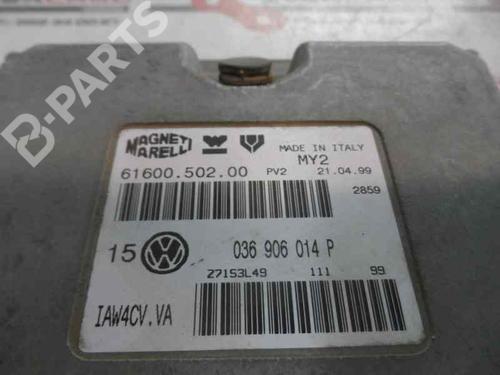 B-PARTS
MAGNETI MARELLI
MADE IN ITALY
MY2
61600.502.00 PV2 21.04.99
2859
15 036 906 014 P
Z7153L49 111 99
IAW4CV.VA